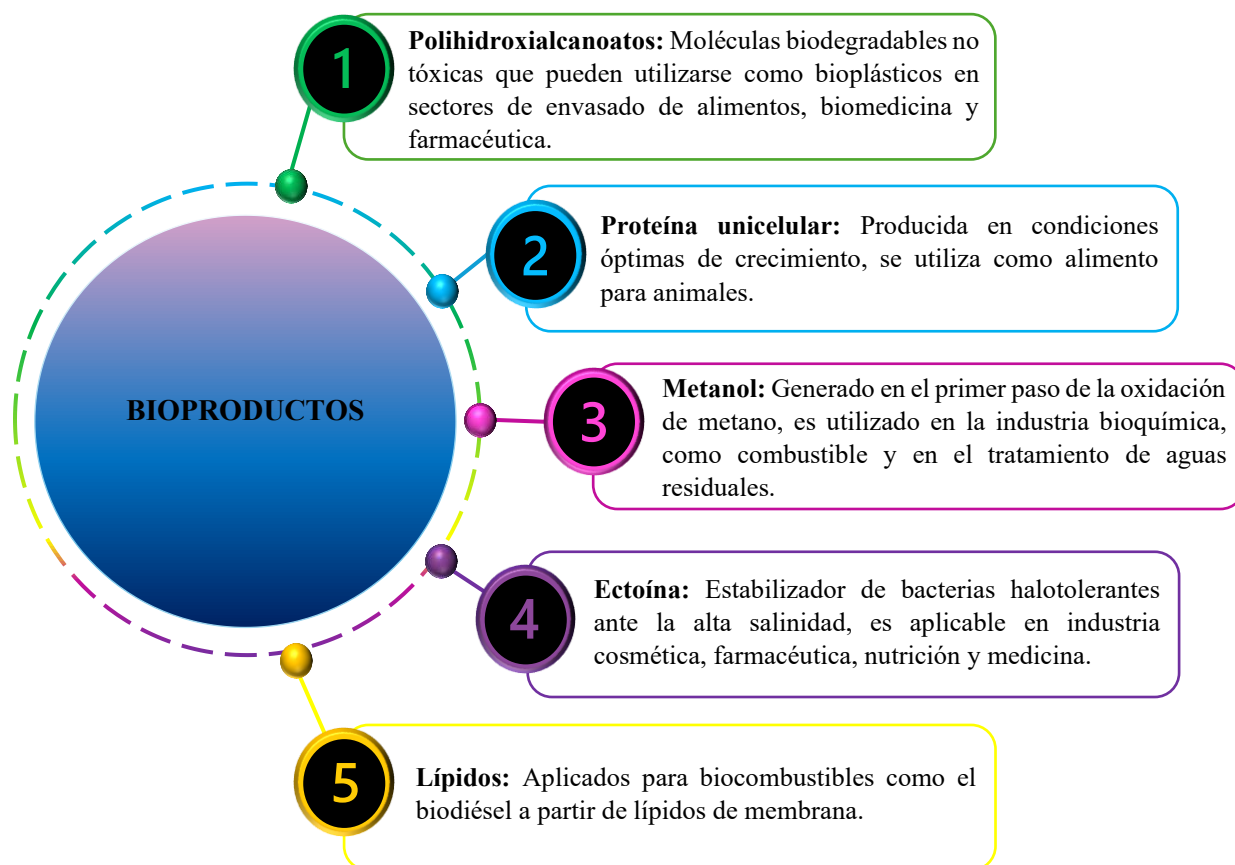 1
Polihidroxialcanoatos: Moléculas biodegradables no
tóxicas que pueden utilizarse como bioplásticos en
sectores de envasado de alimentos, biomedicina y
farmacéutica.
2
Proteína unicelular: Producida en condiciones
óptimas de crecimiento, se utiliza como alimento
para animales.
BIOPRODUCTOS
3
Metanol: Generado en el primer paso de la oxidación
de metano, es utilizado en la industria bioquímica,
como combustible y en el tratamiento de aguas
residuales.
4
Ectoína: Estabilizador de bacterias halotolerantes
ante la alta salinidad, es aplicable en industria
cosmética, farmacéutica, nutrición y medicina.
5
Lípidos: Aplicados para biocombustibles como el
biodiésel a partir de lípidos de membrana.